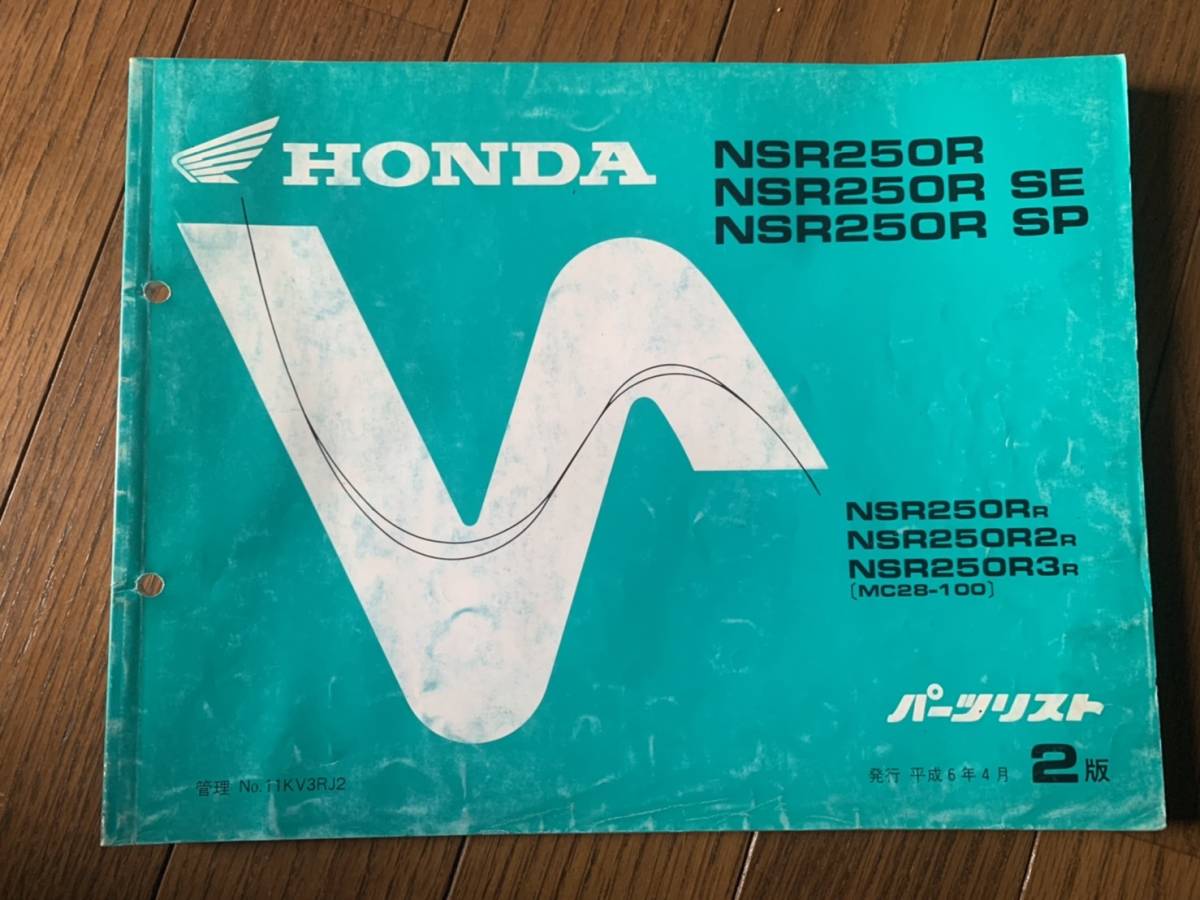 HONDA
NSR250R
NSR250R SE
NSR250R SP
NSR250RR
NSR250R2R
NSR250R3R
〔MC28-100〕
パーツリスト
管理 No.11KV3RJ2
発行 平成6年4月 2版